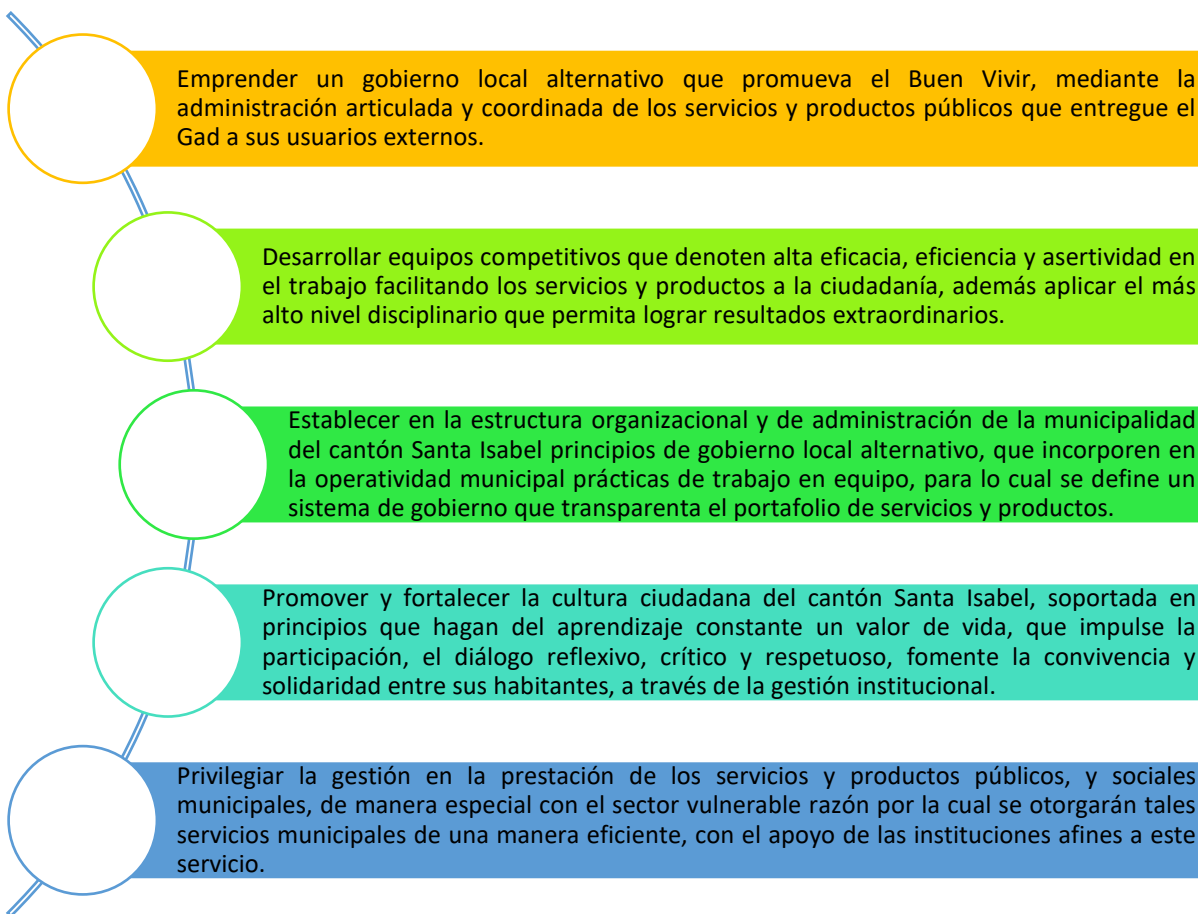 Emprender un gobierno local alternativo que promueva el Buen Vivir, mediante la
administración articulada y coordinada de los servicios y productos públicos que entregue el
Gad a sus usuarios externos.
Desarrollar equipos competitivos que denoten alta eficacia, eficiencia y asertividad en
el trabajo facilitando los servicios y productos a la ciudadanía, además aplicar el más
alto nivel disciplinario que permita lograr resultados extraordinarios.
Establecer en la estructura organizacional y de administración de la municipalidad
del cantón Santa Isabel principios de gobierno local alternativo, que incorporen en
la operatividad municipal prácticas de trabajo en equipo, para lo cual se define un
sistema de gobierno que transparenta el portafolio de servicios y productos.
Promover y fortalecer la cultura ciudadana del cantón Santa Isabel, soportada en
principios que hagan del aprendizaje constante un valor de vida, que impulse la
participación, el diálogo reflexivo, crítico y respetuoso, fomente la convivencia y
solidaridad entre sus habitantes, a través de la gestión institucional.
Privilegiar la gestión en la prestación de los servicios y productos públicos, y sociales
municipales, de manera especial con el sector vulnerable razón por la cual se otorgarán tales
servicios municipales de una manera eficiente, con el apoyo de las instituciones afines a este
servicio.